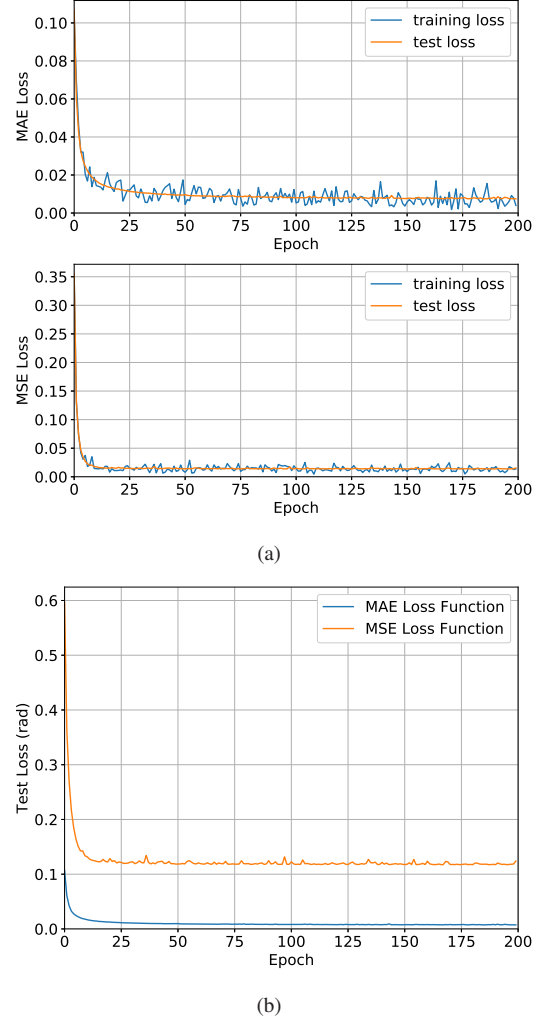 0.10
0.08
0.06
0.04
0.02
0.00
MAE Loss
training loss
test loss
0 25 50 75 100 125 150 175 200
Epoch
0.35
0.30
0.25
0.20
0.15
0.10
0.05
0.00
MSE Loss
training loss
test loss
0 25 50 75 100 125 150 175 200
Epoch
(a)
0.6
0.5
0.4
0.3
0.2
0.1
0.0
Test Loss (rad)
MAE Loss Function
MSE Loss Function
0 25 50 75 100 125 150 175 200
Epoch
(b)